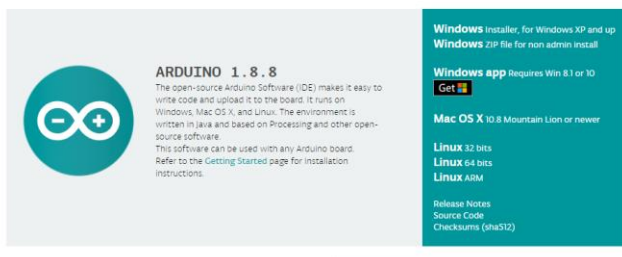 ARDUINO 1.8.8
The open-source Arduino Software (IDE) makes it easy to
write code and upload it to the board. It runs on
Windows, Mac OS X, and Linux. The environment is
written in Java and based on Processing and other open-
source software.
This software can be used with any Arduino board.
Refer to the Getting Started page for Installation
instructions.
Windows Installer, for Windows XP and up
Windows ZIP file for non admin install
Windows app Requires Win 8.1 or 10
Get
Mac OS X 10.8 Mountain Lion or newer
Linux 32 bits
Linux 64 bits
Linux ARM
Release Notes
Source Code
Checksums (sha512)